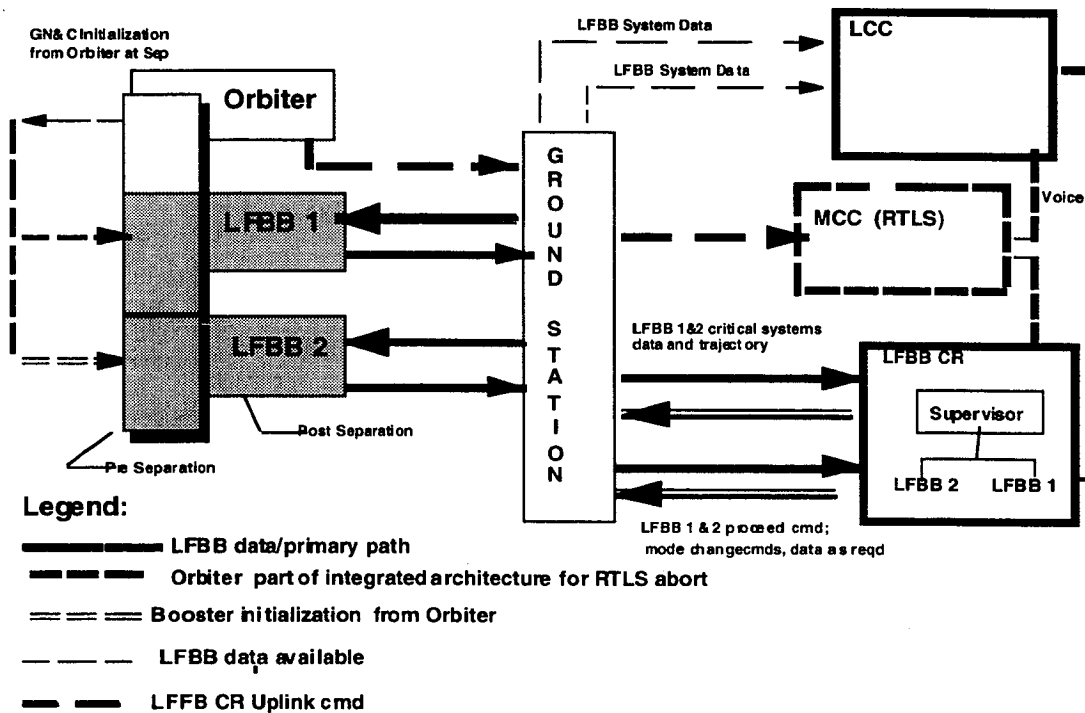 GN& C Initialization
from Orbiter at Sep
Orbiter
LFBB 1
LFBB 2
Post Separation
Pre Separation
GROUND STATION
LFBB System Data
LFBB System Data
LCC
Voice
MCC (RTLS)
LFBB 1&2 critical systems
data and trajectory
LFBB CR
Supervisor
LFBB 2 LFBB 1
LFBB 1 & 2 proceed cmd;
mode changecmds, data as reqd
Legend:
LFBB data/primary path
Orbiter part of integrated architecture for RTLS abort
Booster initialization from Orbiter
LFBB data available
LFFB CR Uplink cmd